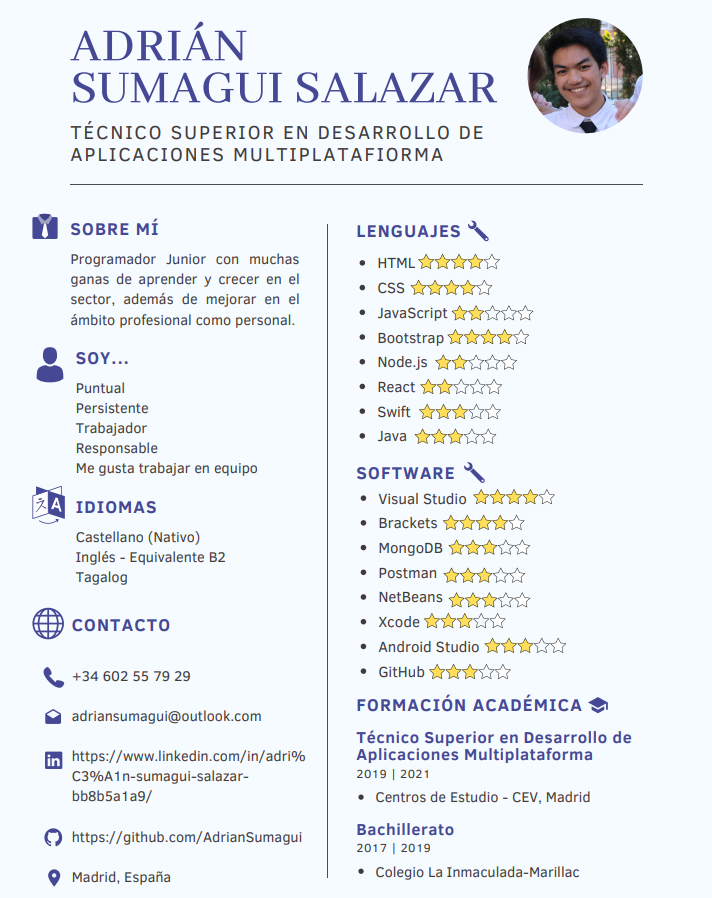 ADRIÁN
SUMAGUI SALAZAR
TÉCNICO SUPERIOR EN DESARROLLO DE
APLICACIONES MULTIPLATAFIORMA
SOBRE MÍ
Programador Junior con muchas
ganas de aprender y crecer en el
sector, además de mejorar en el
ámbito profesional como personal.
SOY...
Puntual
Persistente
Trabajador
Responsable
Me gusta trabajar en equipo
IDIOMAS
Castellano (Nativo)
Inglés - Equivalente B2
Tagalog
CONTACTO
+34 602 55 79 29
adriansumagui@outlook.com
https://www.linkedin.com/in/adri%
C3%A1n-sumagui-salazar-
bb8b5a1a9/
https://github.com/AdrianSumagui
Madrid, España
LENGUAJES
HTML
CSS
JavaScript
Bootstrap
Node.js
React
Swift
Java
SOFTWARE
Visual Studio
Brackets
MongoDB
Postman
NetBeans
Xcode
Android Studio
GitHub
FORMACIÓN ACADÉMICA
Técnico Superior en Desarrollo de
Aplicaciones Multiplataforma
2019 | 2021
Centros de Estudio - CEV, Madrid
Bachillerato
2017 | 2019
Colegio La Inmaculada-Marillac